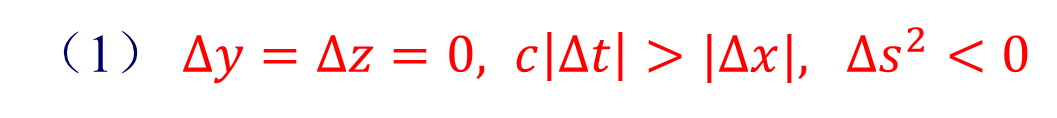 （1） Δy = Δz = 0, c|Δt| > |Δx|, Δs² < 0